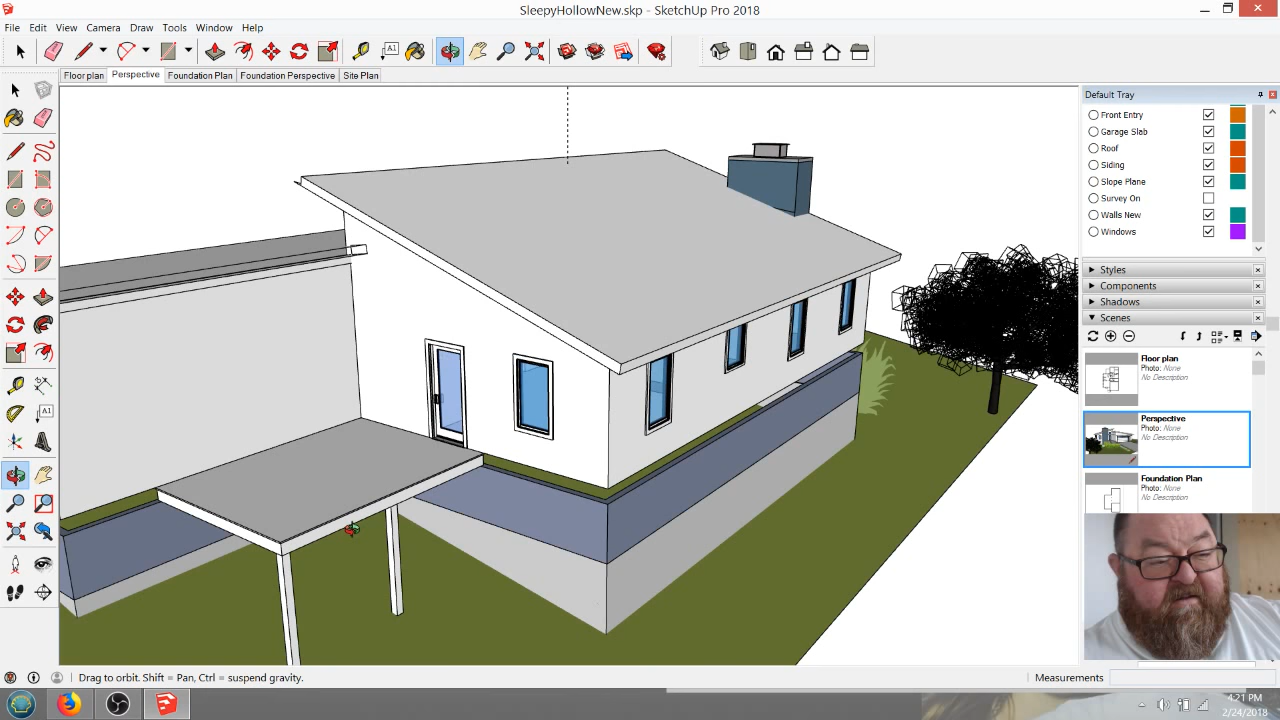 SleepyHollowNew.skp - SketchUp Pro 2018
File Edit View Camera Draw Tools Window Help
A1
Floor plan Perspective Foundation Plan Foundation Perspective Site Plan
Default Tray
Front Entry
Garage Slab
Roof
Siding
Slope Plane
Survey On
Walls New
Windows
Styles
Components
Shadows
Scenes
Floor plan
Photo: None
No Description
Perspective
Photo: None
No Description
Foundation Plan
Photo: None
No Description
A1
Drag to orbit. Shift = Pan, Ctrl = suspend gravity.
Measurements
4:21 PM
2/24/2018